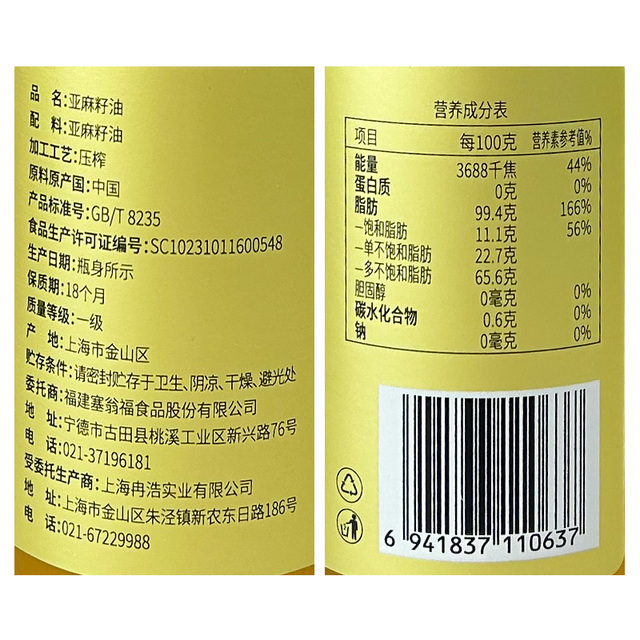 品 名:亚麻籽油
配 料:亚麻籽油
加工工艺:压榨
原料原产国:中国
产品标准号:GB/T 8235
食品生产许可证编号:SC10231011600548
生产日期:瓶身所示
保质期:18个月
质量等级:一级
产 地:上海市金山区
贮存条件:请密封贮存于卫生、阴凉、干燥、避光处
委托商:福建塞翁福食品股份有限公司
地 址:宁德市古田县桃溪工业区新兴路76号
电 话:021-37196181
受委托生产商:上海冉浩实业有限公司
地 址:上海市金山区朱泾镇新农东日路186号
电 话:021-67229988
营养成分表
项目 每100克 营养素参考值%
能量 3688千焦 44%
蛋白质 0克 0%
脂肪 99.4克 166%
—饱和脂肪 11.1克 56%
—单不饱和脂肪 22.7克
—多不饱和脂肪 65.6克
胆固醇 0毫克 0%
碳水化合物 0.6克 0%
钠 0毫克 0%
6 941837 110637